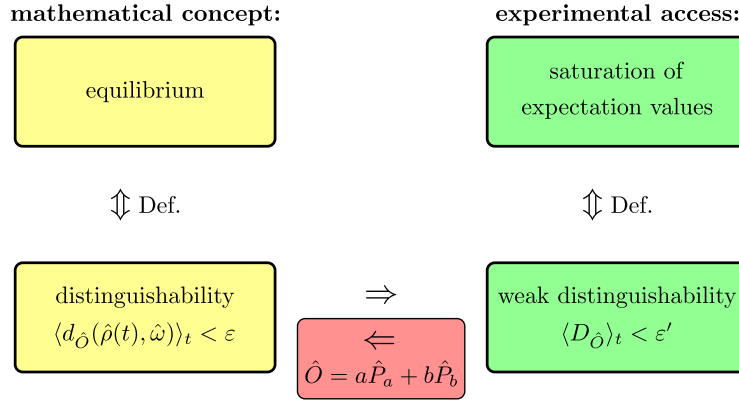 mathematical concept:
experimental access:
equilibrium
saturation of
expectation values
⇕ Def.
⇕ Def.
distinguishability
⟨d_Ô(ρ̂(t), ω̂)⟩_t < ε
⇒
⇐
Ô = aP̂_a + bP̂_b
weak distinguishability
⟨D_Ô⟩_t < ε′